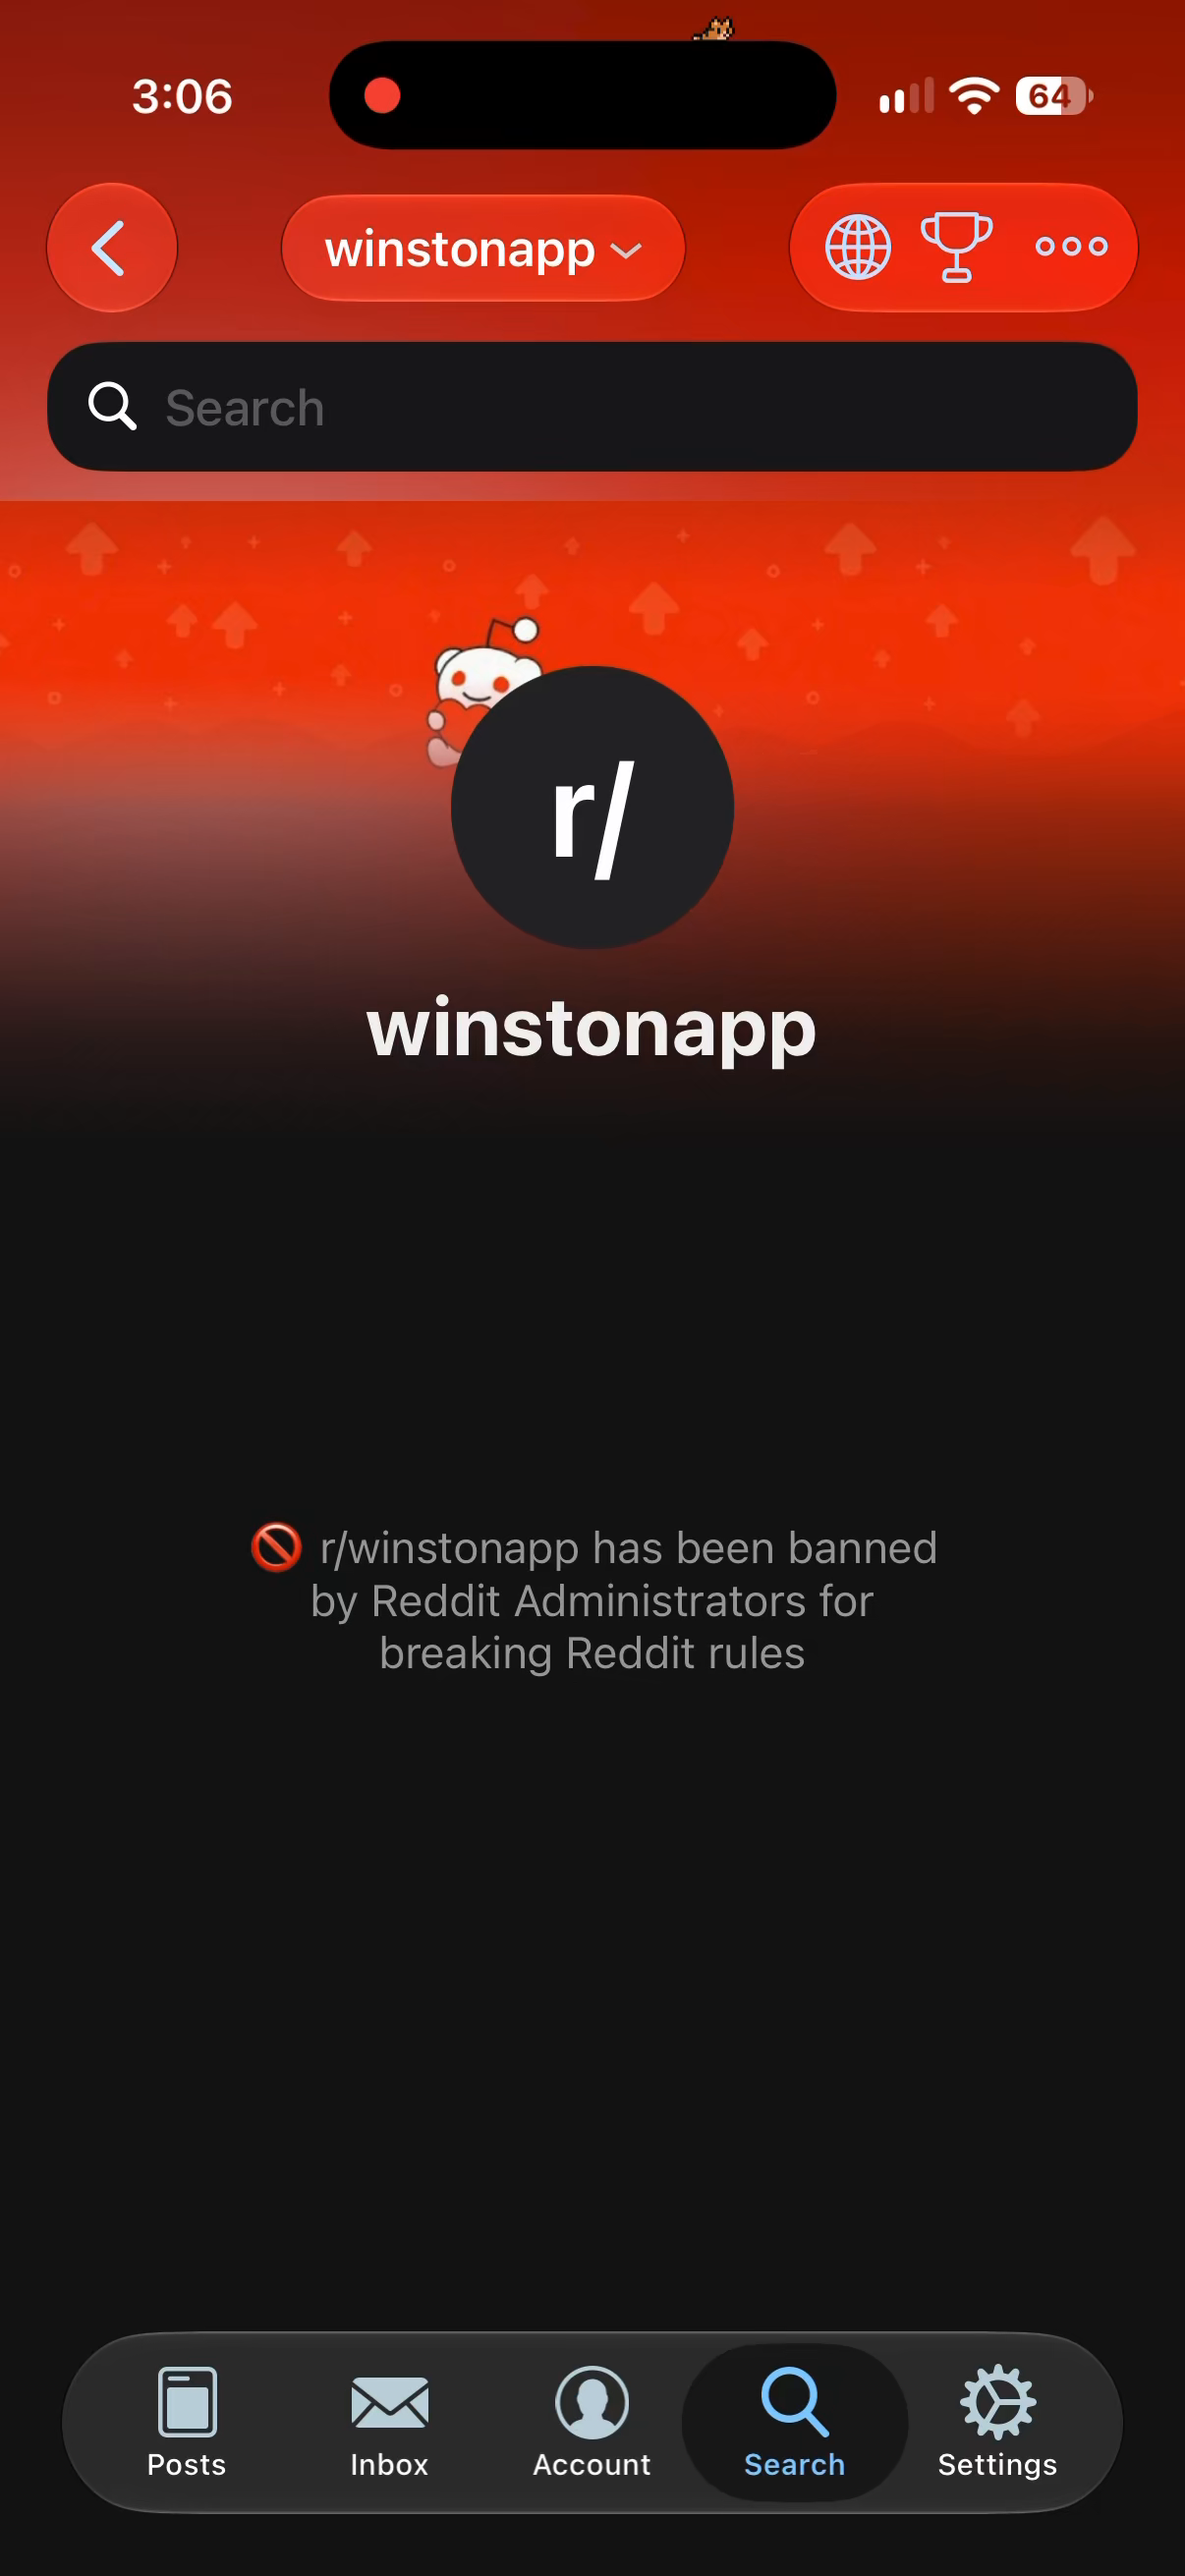 3:06
64
winstonapp
Search
r/
winstonapp
🚫 r/winstonapp has been banned
by Reddit Administrators for
breaking Reddit rules
Posts
Inbox
Account
Search
Settings